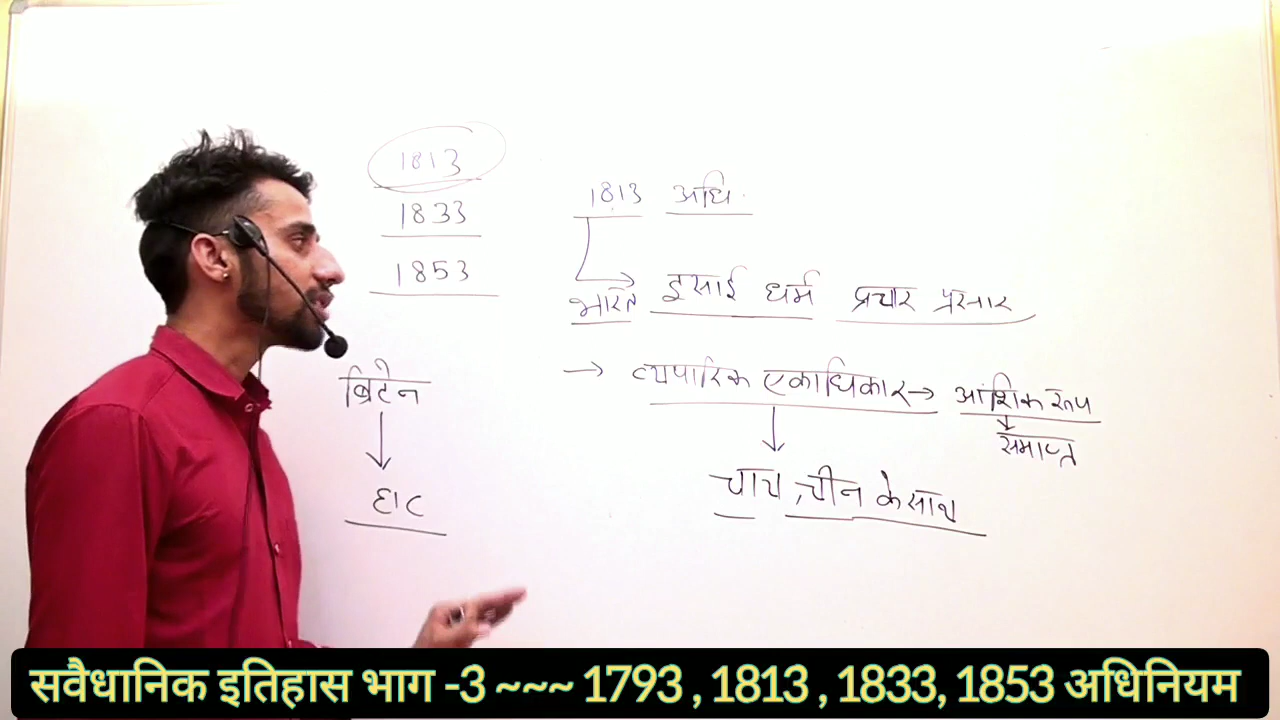 1813
1833
1853
ब्रिटेन
हाट
1813 अधि.
भारत इसाई धर्म प्रचार प्रसार
→ व्यपारिक एकाधिकार → आंशिक रूप
समाप्त
चाय, चीन के साथ
सवैधानिक इतिहास भाग -3 ~~~ 1793 , 1813 , 1833, 1853 अधिनियम